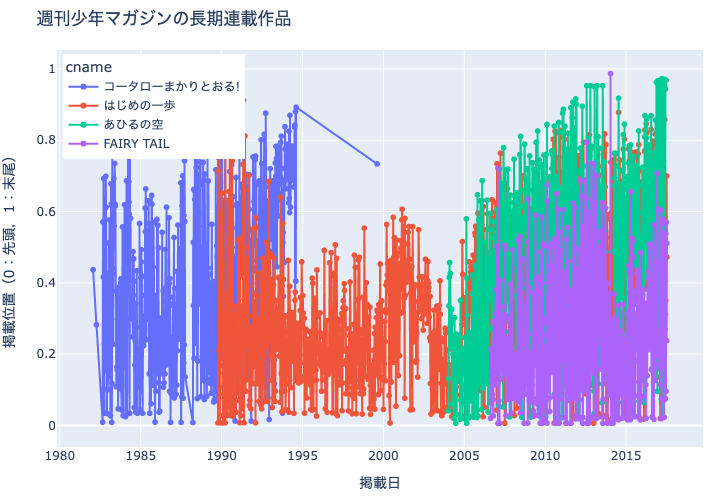 週刊少年マガジンの長期連載作品
cname
コータローまかりとおる!
はじめの一歩
あひるの空
FAIRY TAIL
掲載位置（0：先頭，1：末尾）
1
0.8
0.6
0.4
0.2
0
1980
1985
1990
1995
2000
2005
2010
2015
掲載日